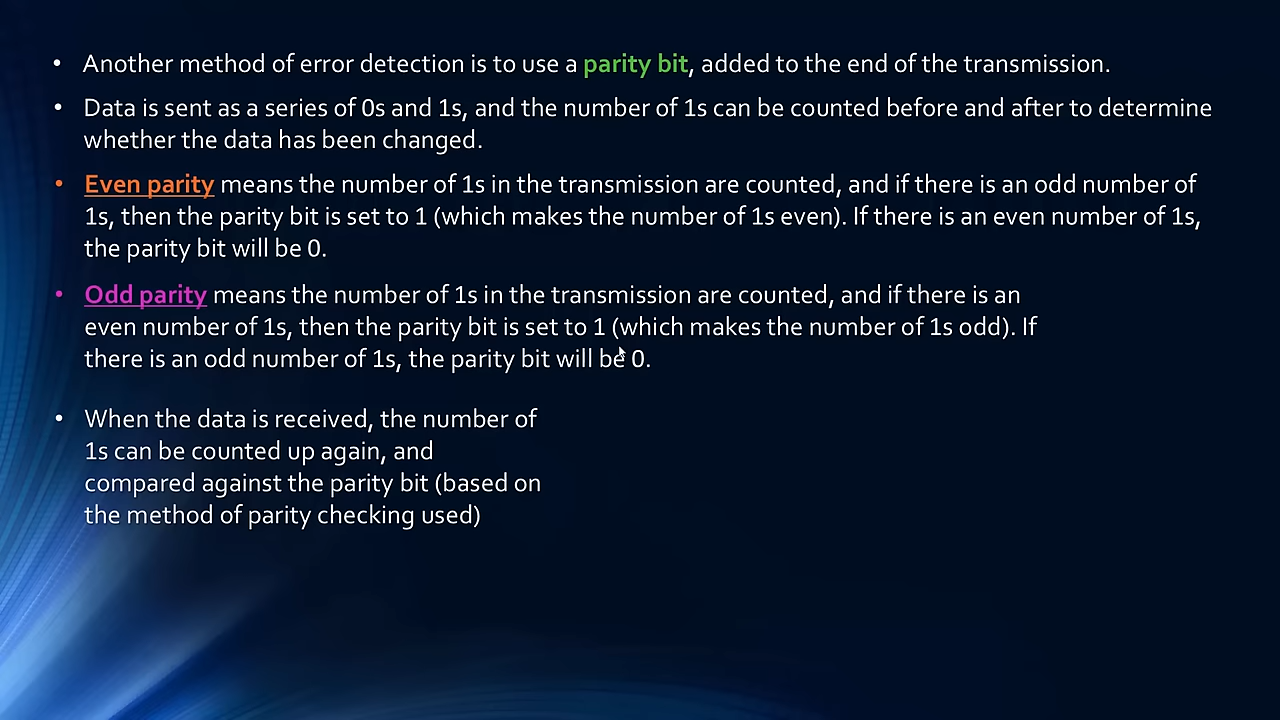 • Another method of error detection is to use a parity bit, added to the end of the transmission.
• Data is sent as a series of 0s and 1s, and the number of 1s can be counted before and after to determine
whether the data has been changed.
• Even parity means the number of 1s in the transmission are counted, and if there is an odd number of
1s, then the parity bit is set to 1 (which makes the number of 1s even). If there is an even number of 1s,
the parity bit will be 0.
• Odd parity means the number of 1s in the transmission are counted, and if there is an
even number of 1s, then the parity bit is set to 1 (which makes the number of 1s odd). If
there is an odd number of 1s, the parity bit will be 0.
• When the data is received, the number of
1s can be counted up again, and
compared against the parity bit (based on
the method of parity checking used)